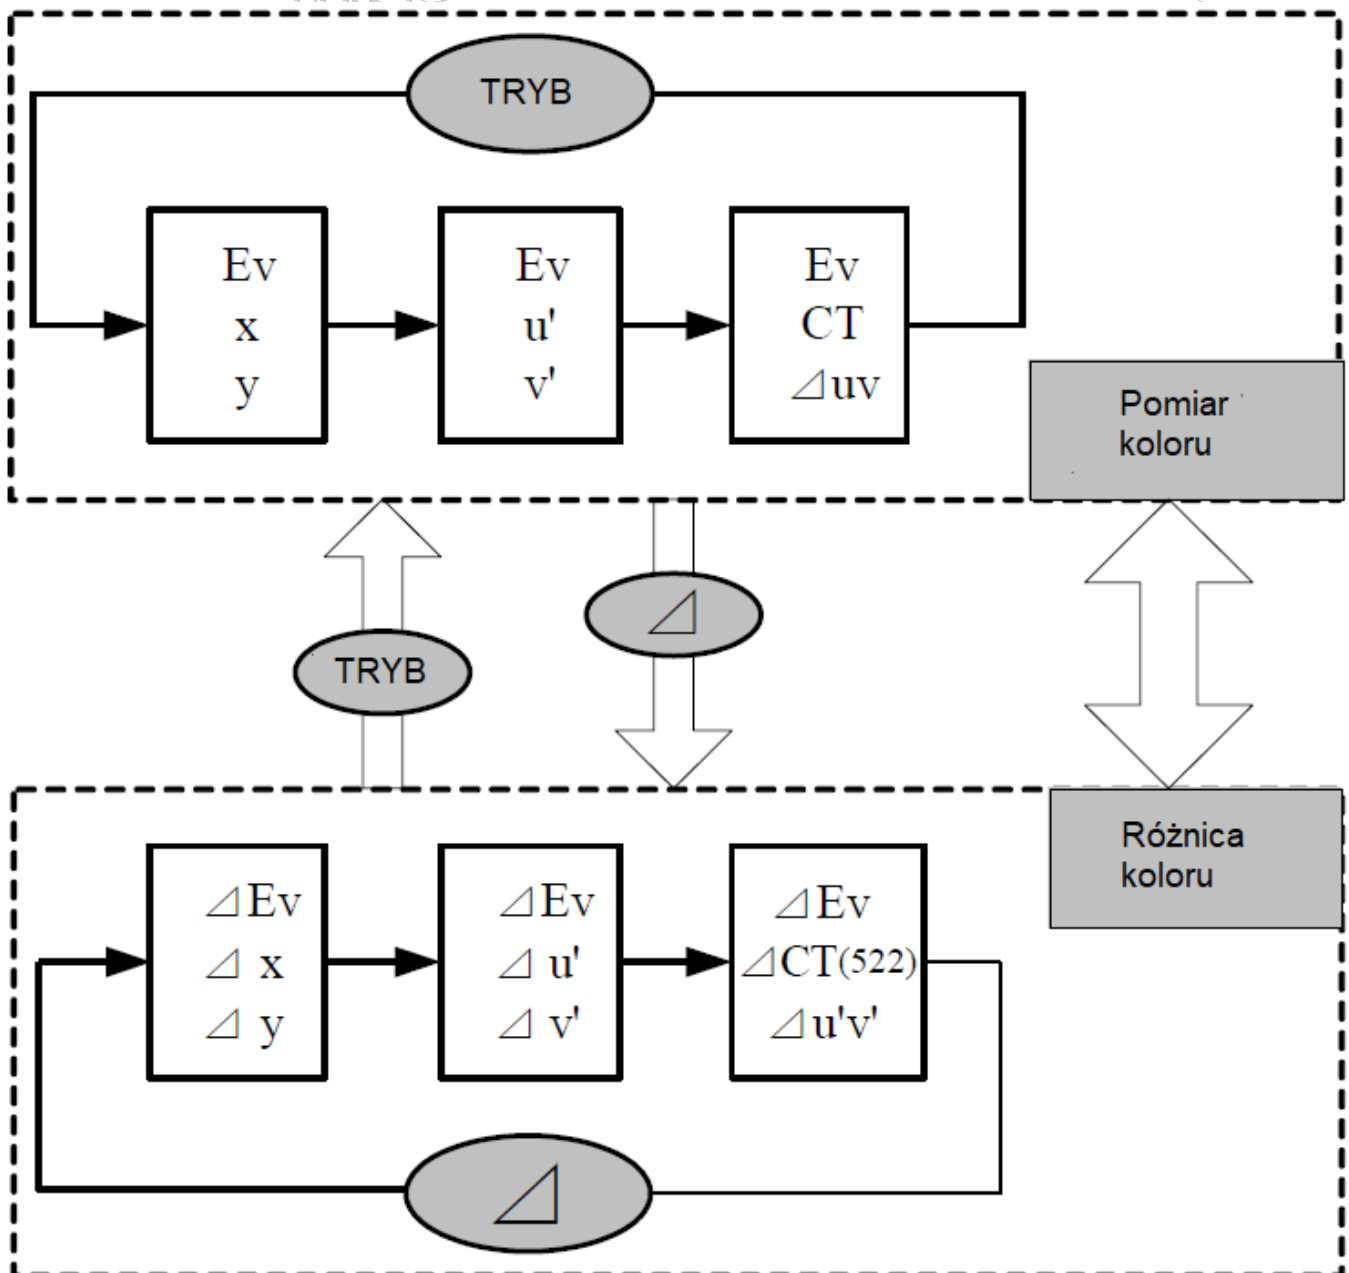 TRYB
Ev
x
y
Ev
u'
v'
Ev
CT
⊿uv
Pomiar
koloru
⊿
TRYB
Różnica
koloru
⊿Ev
⊿ x
⊿ y
⊿Ev
⊿ u'
⊿ v'
⊿Ev
⊿CT(522)
⊿u'v'
⊿